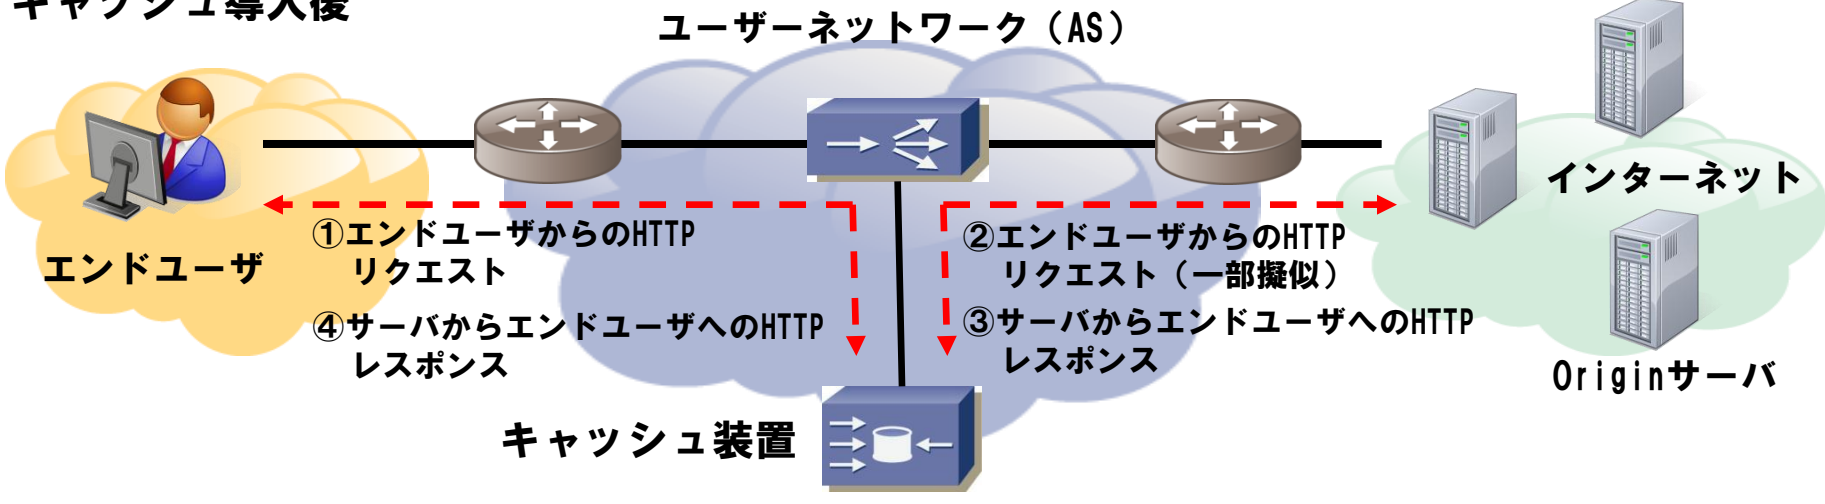 キャッシュ導入後
ユーザーネットワーク（AS）
インターネット
①エンドユーザからのHTTP
リクエスト
②エンドユーザからのHTTP
リクエスト（一部擬似）
エンドユーザ
④サーバからエンドユーザへのHTTP
レスポンス
③サーバからエンドユーザへのHTTP
レスポンス
Originサーバ
キャッシュ装置